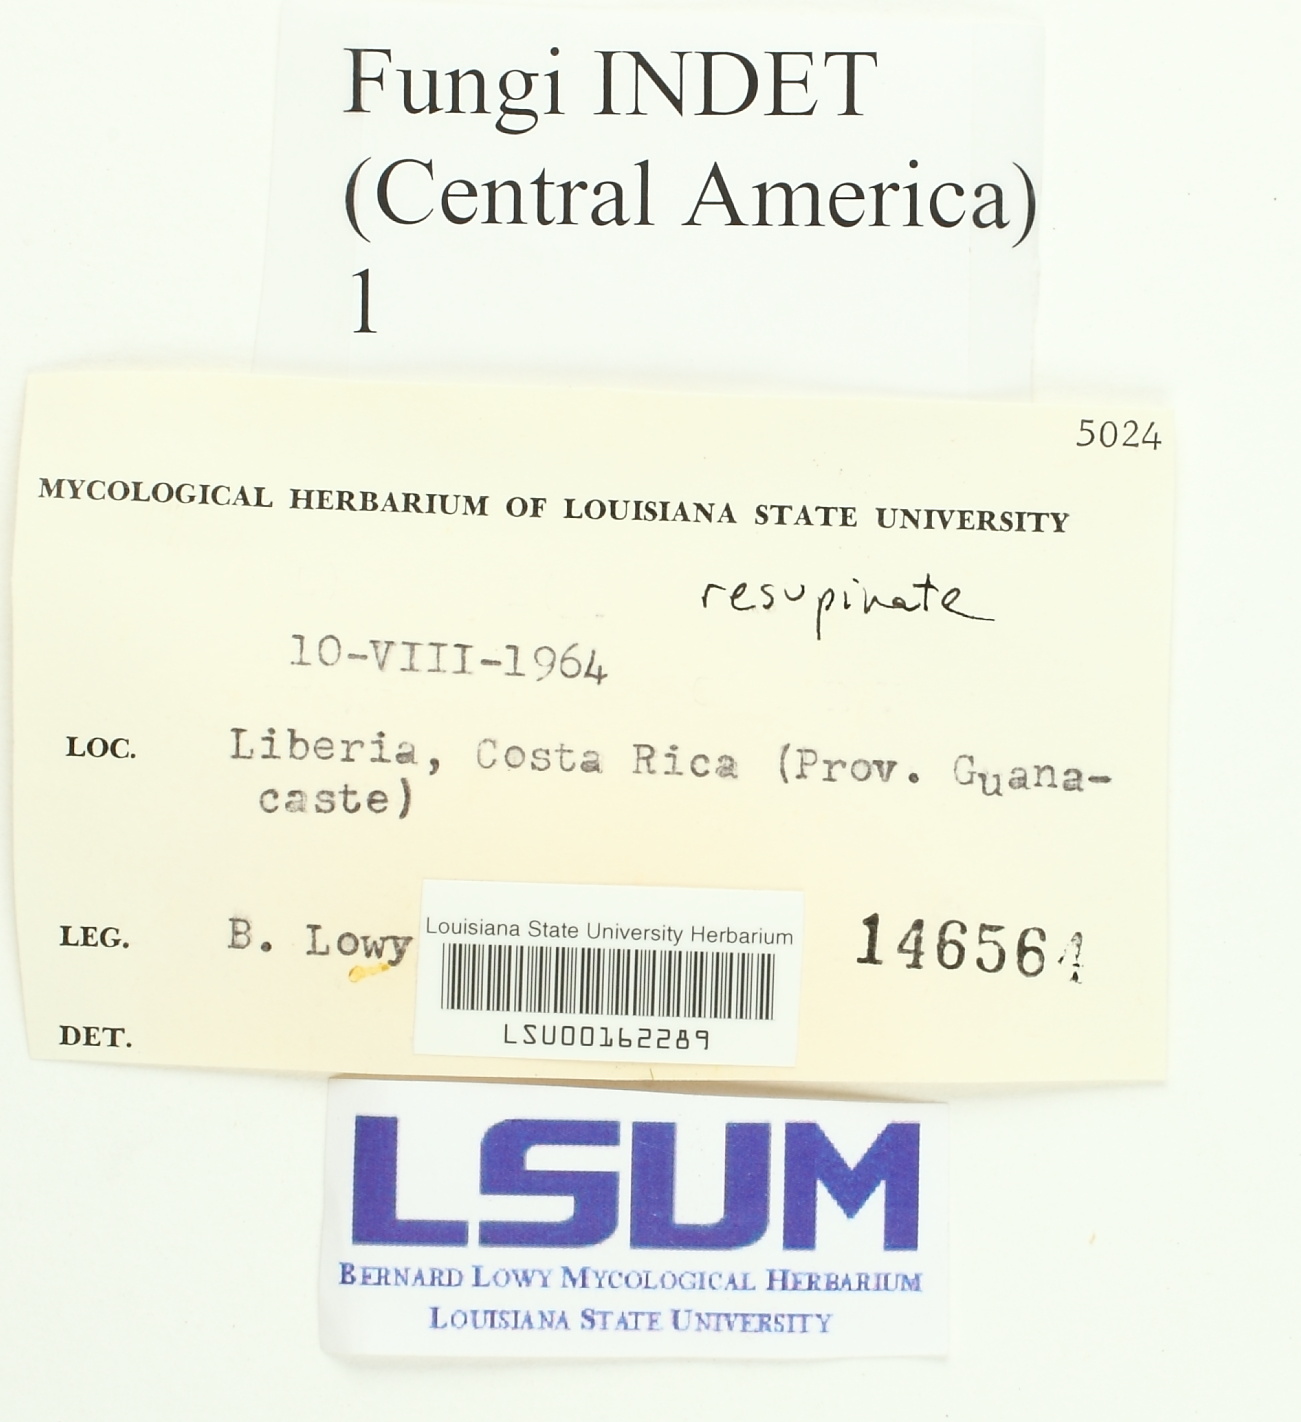 Fungi INDET
(Central America)
1
5024
MYCOLOGICAL HERBARIUM OF LOUISIANA STATE UNIVERSITY
resupinate
10-VIII-1964
LOC. Liberia, Costa Rica (Prov. Guana-
caste)
LEG. B. Lowy
Louisiana State University Herbarium
LSU00162289
146564
DET.
LSUM
BERNARD LOWY MYCOLOGICAL HERBARIUM
LOUISIANA STATE UNIVERSITY